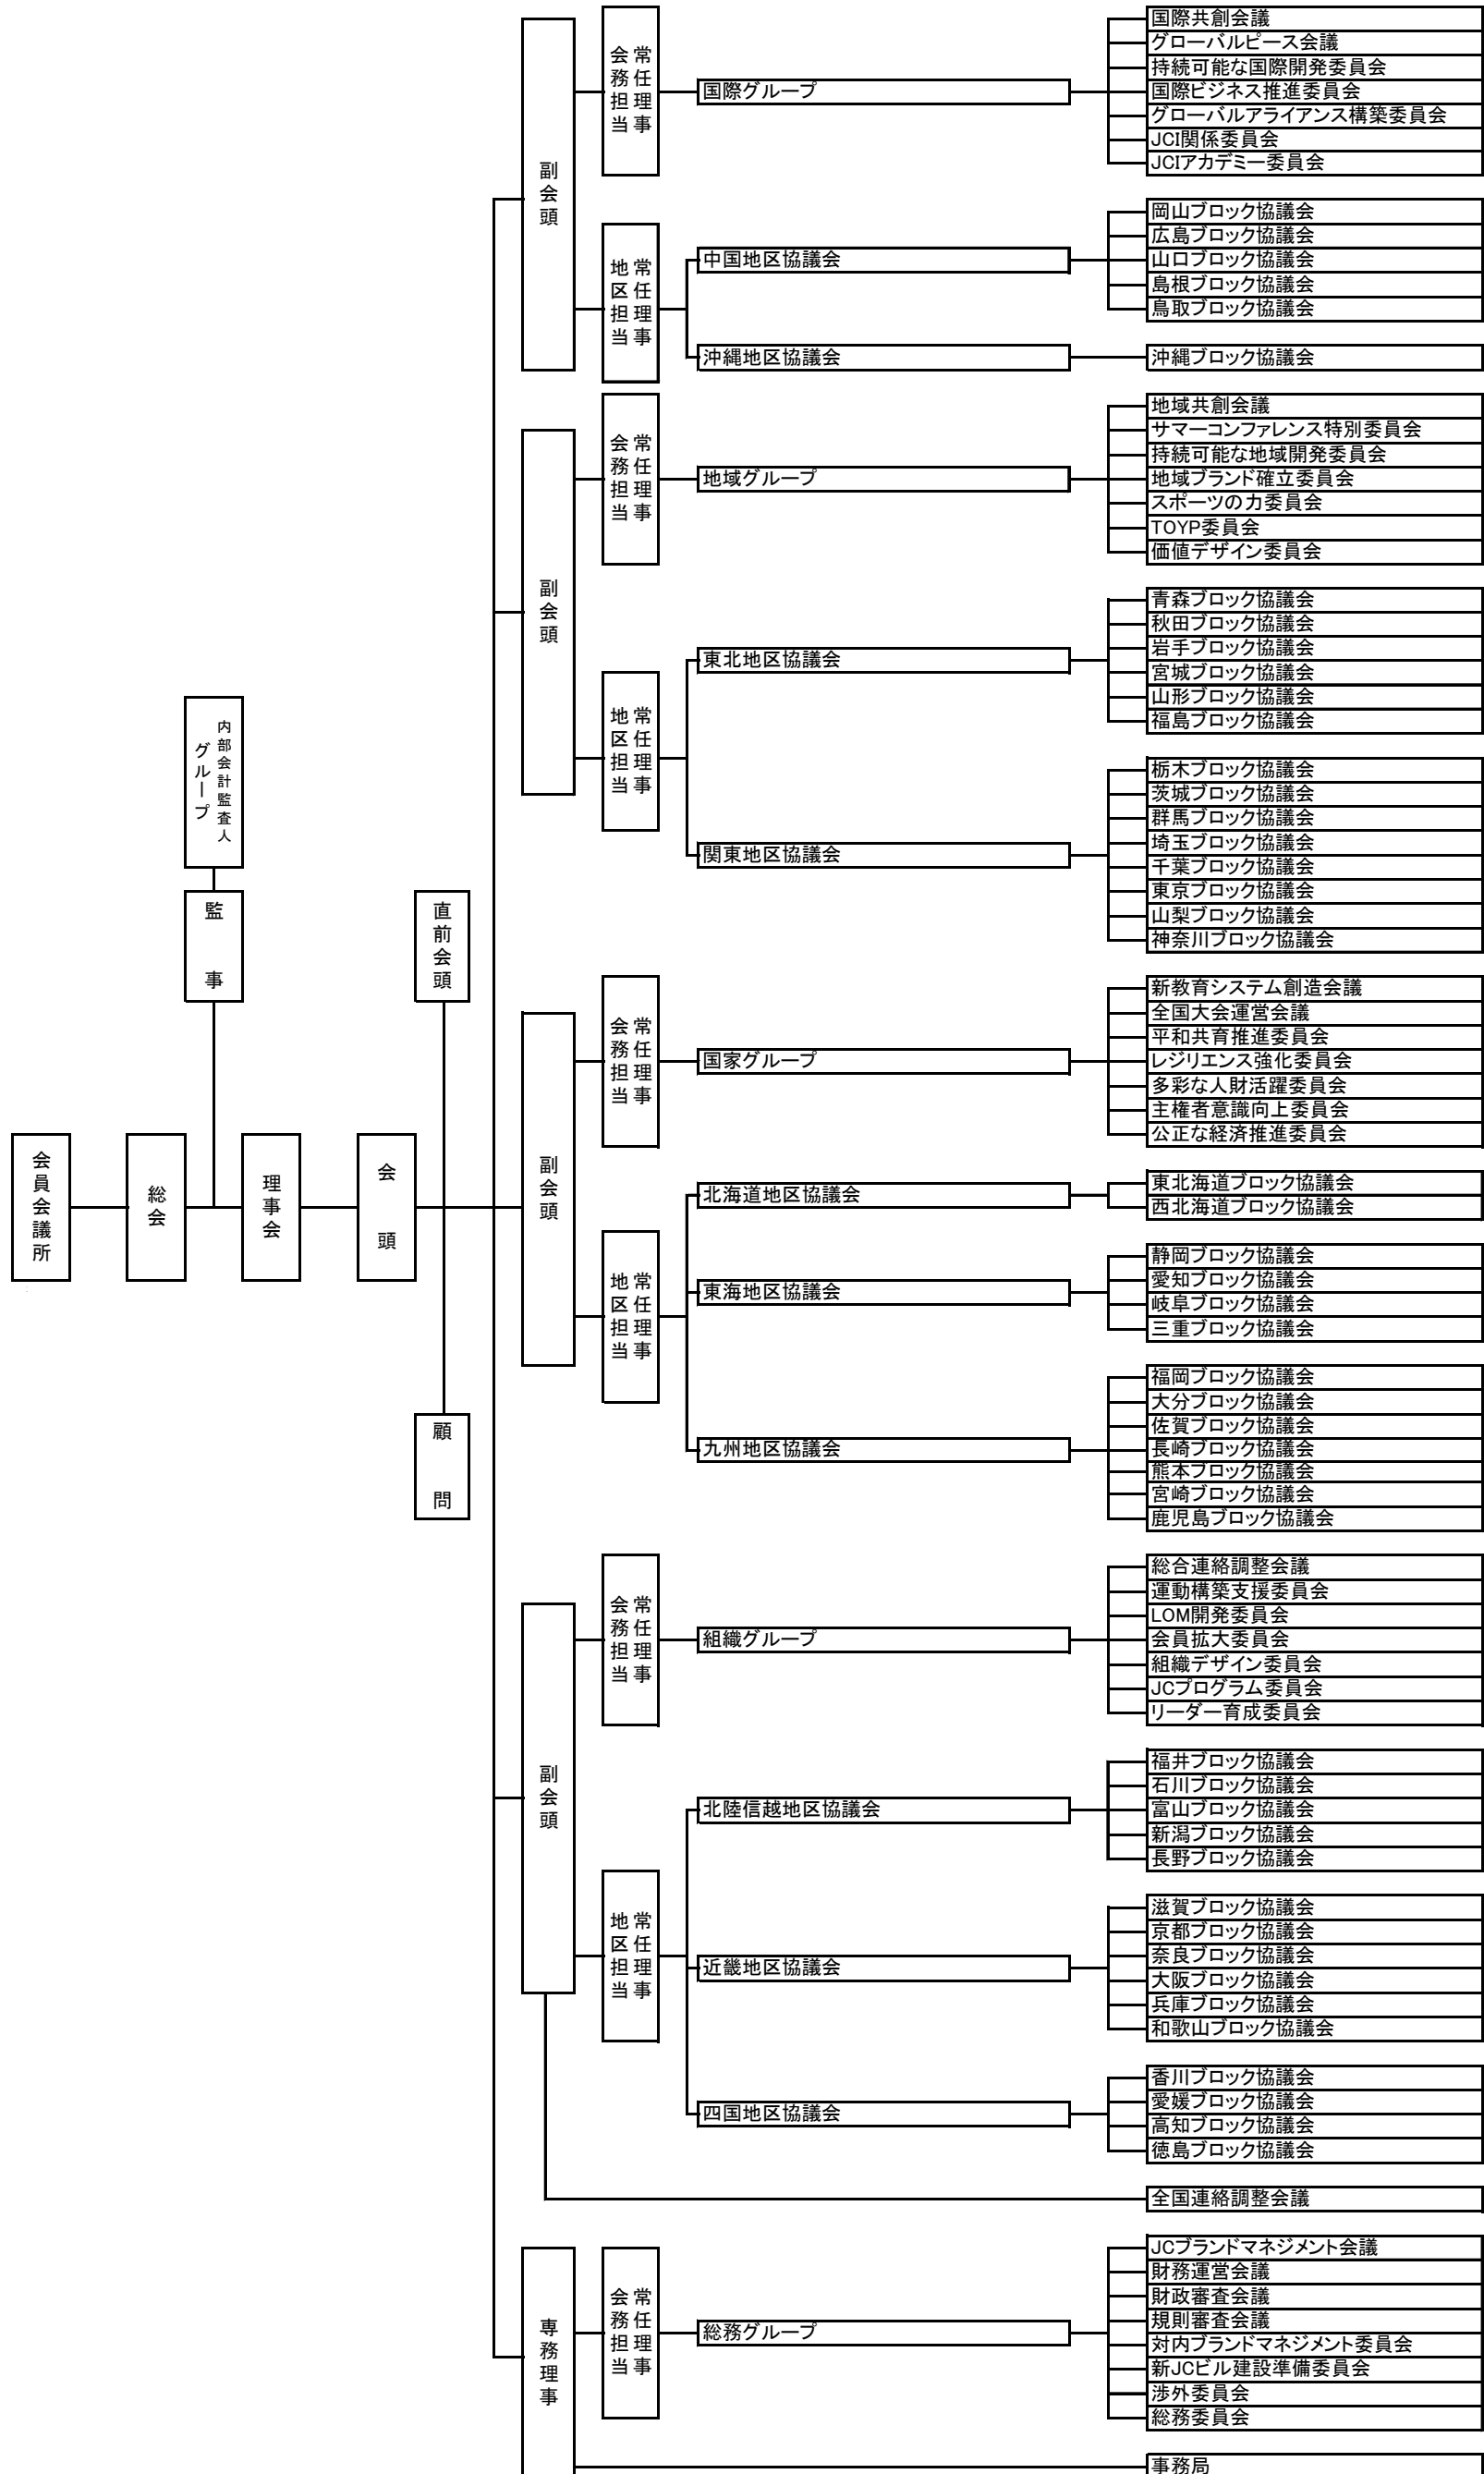 会員会議所
総会
内部会計監査人
グループ
監事
理事会
会頭
直前会頭
顧問
副会頭
常任理事
会務担当
国際グループ
国際共創会議
グローバルピース会議
持続可能な国際開発委員会
国際ビジネス推進委員会
グローバルアライアンス構築委員会
JCI関係委員会
JCIアカデミー委員会
常任理事
地区担当
中国地区協議会
岡山ブロック協議会
広島ブロック協議会
山口ブロック協議会
島根ブロック協議会
鳥取ブロック協議会
沖縄地区協議会
沖縄ブロック協議会
副会頭
常任理事
会務担当
地域グループ
地域共創会議
サマーコンファレンス特別委員会
持続可能な地域開発委員会
地域ブランド確立委員会
スポーツの力委員会
TOYP委員会
価値デザイン委員会
常任理事
地区担当
東北地区協議会
青森ブロック協議会
秋田ブロック協議会
岩手ブロック協議会
宮城ブロック協議会
山形ブロック協議会
福島ブロック協議会
関東地区協議会
栃木ブロック協議会
茨城ブロック協議会
群馬ブロック協議会
埼玉ブロック協議会
千葉ブロック協議会
東京ブロック協議会
山梨ブロック協議会
神奈川ブロック協議会
副会頭
常任理事
会務担当
国家グループ
新教育システム創造会議
全国大会運営会議
平和共育推進委員会
レジリエンス強化委員会
多彩な人財活躍委員会
主権者意識向上委員会
公正な経済推進委員会
常任理事
地区担当
北海道地区協議会
東北海道ブロック協議会
西北海道ブロック協議会
東海地区協議会
静岡ブロック協議会
愛知ブロック協議会
岐阜ブロック協議会
三重ブロック協議会
九州地区協議会
福岡ブロック協議会
大分ブロック協議会
佐賀ブロック協議会
長崎ブロック協議会
熊本ブロック協議会
宮崎ブロック協議会
鹿児島ブロック協議会
副会頭
常任理事
会務担当
組織グループ
総合連絡調整会議
運動構築支援委員会
LOM開発委員会
会員拡大委員会
組織デザイン委員会
JCプログラム委員会
リーダー育成委員会
常任理事
地区担当
北陸信越地区協議会
福井ブロック協議会
石川ブロック協議会
富山ブロック協議会
新潟ブロック協議会
長野ブロック協議会
近畿地区協議会
滋賀ブロック協議会
京都ブロック協議会
奈良ブロック協議会
大阪ブロック協議会
兵庫ブロック協議会
和歌山ブロック協議会
四国地区協議会
香川ブロック協議会
愛媛ブロック協議会
高知ブロック協議会
徳島ブロック協議会
全国連絡調整会議
専務理事
常任理事
会務担当
総務グループ
JCブランドマネジメント会議
財務運営会議
財政審査会議
規則審査会議
対内ブランドマネジメント委員会
新JCビル建設準備委員会
渉外委員会
総務委員会
事務局